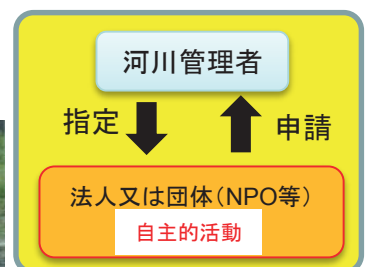 河川管理者
指定
申請
法人又は団体(NPO等)
自主的活動